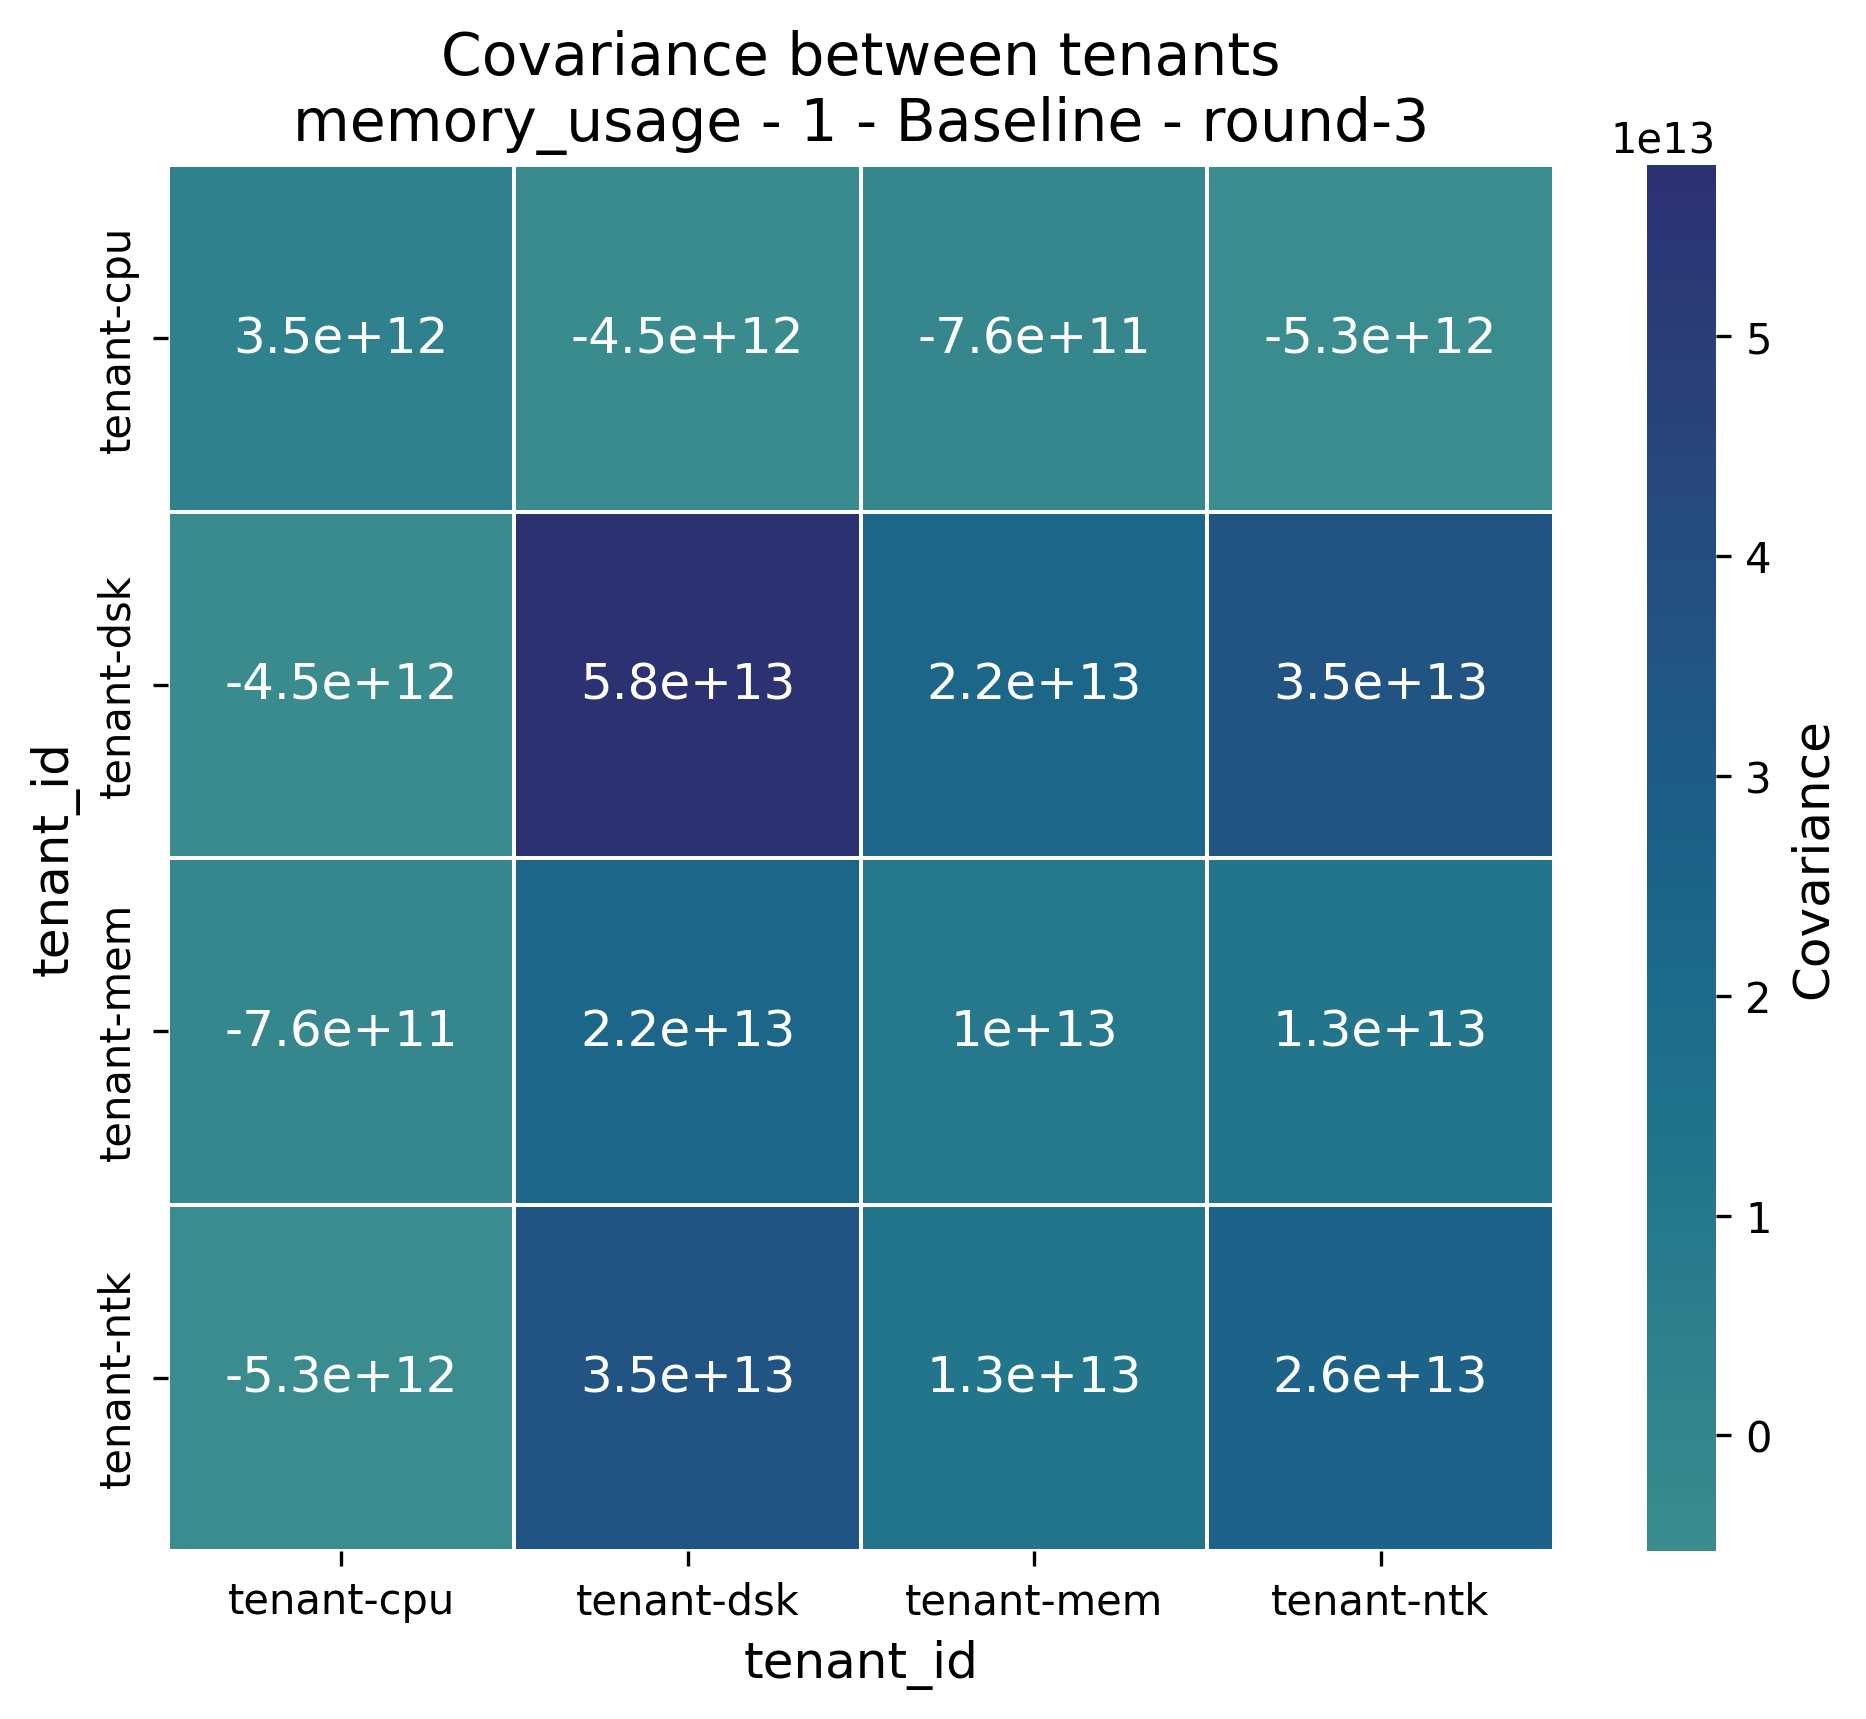 Covariance between tenants
memory_usage - 1 - Baseline - round-3
1e13
tenant-cpu
3.5e+12 -4.5e+12 -7.6e+11 -5.3e+12
tenant-dsk
-4.5e+12 5.8e+13 2.2e+13 3.5e+13
tenant-mem
-7.6e+11 2.2e+13 1e+13 1.3e+13
tenant-ntk
-5.3e+12 3.5e+13 1.3e+13 2.6e+13
tenant_id
tenant-cpu tenant-dsk tenant-mem tenant-ntk
tenant_id
5
4
3
2
1
0
Covariance